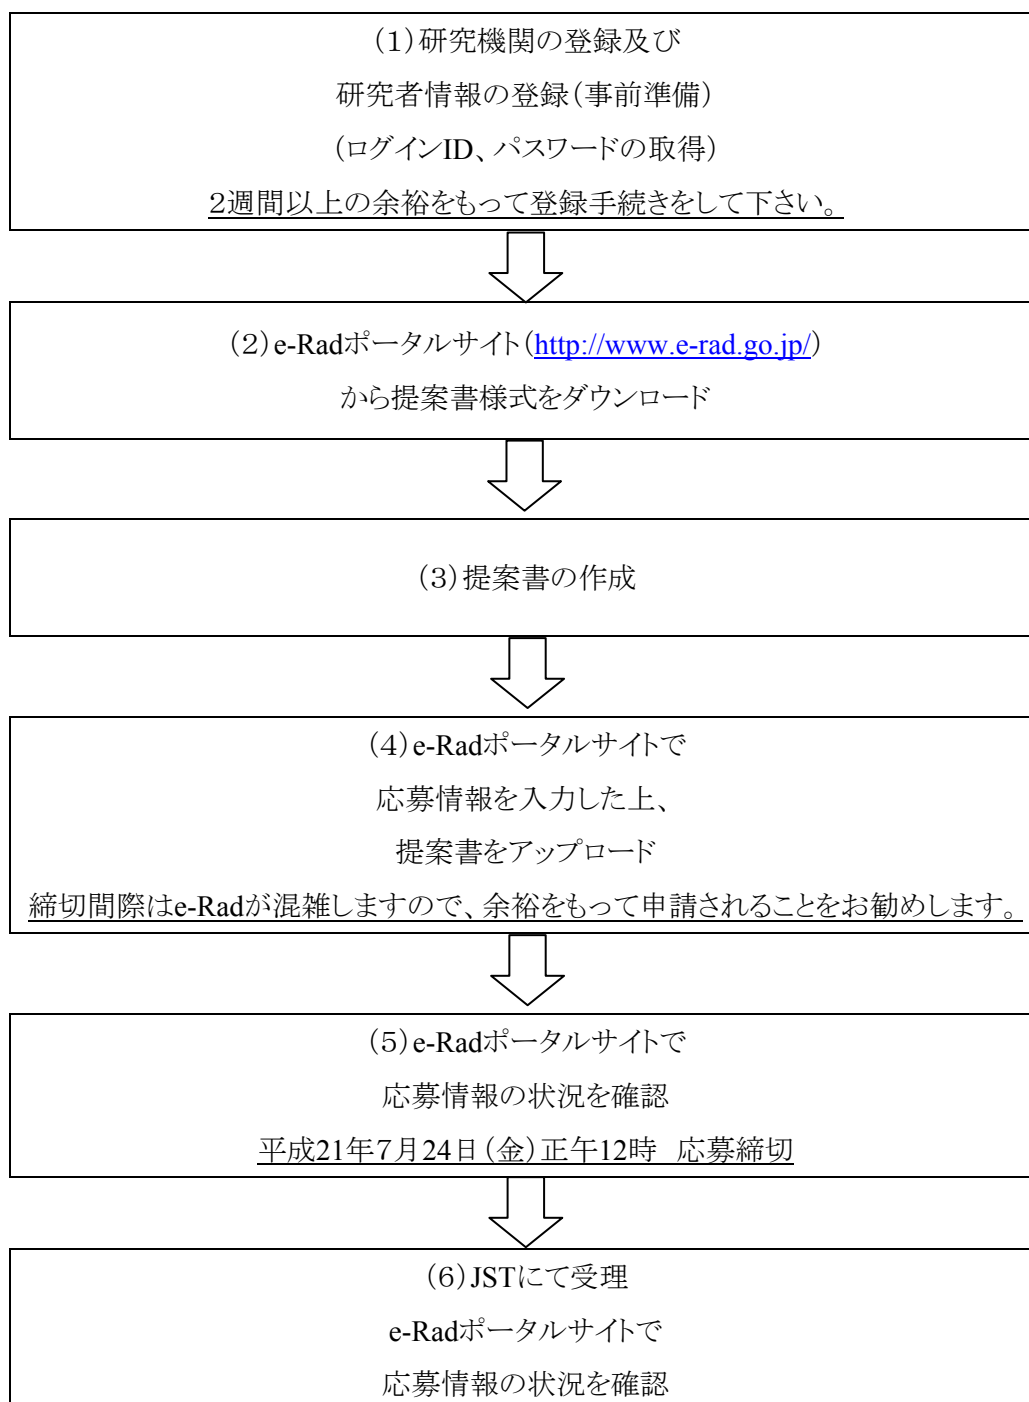 （１）研究機関の登録及び
研究者情報の登録（事前準備）
（ログインID、パスワードの取得）
２週間以上の余裕をもって登録手続きをして下さい。
（２）e-Radポータルサイト（http://www.e-rad.go.jp/）
から提案書様式をダウンロード
（３）提案書の作成
（４）e-Radポータルサイトで
応募情報を入力した上、
提案書をアップロード
締切間際はe-Radが混雑しますので、余裕をもって申請されることをお勧めします。
（５）e-Radポータルサイトで
応募情報の状況を確認
平成21年７月24日（金）正午12時　応募締切
（６）JSTにて受理
e-Radポータルサイトで
応募情報の状況を確認